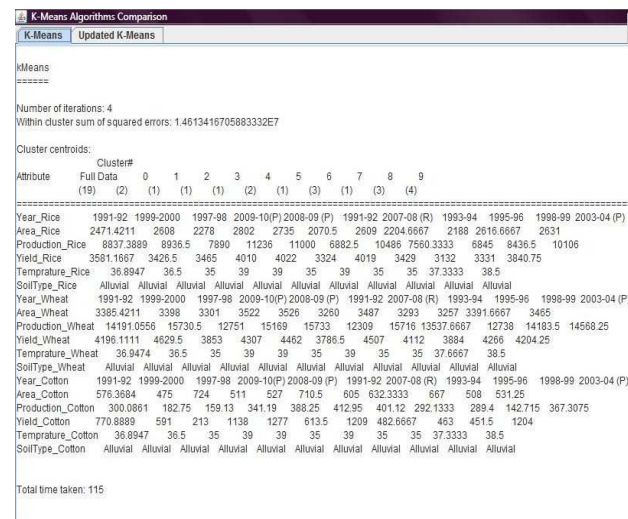 K-Means Algorithms Comparison
K-Means Updated K-Means
kMeans
======
Number of iterations: 4
Within cluster sum of squared errors: 1.4613416705883332E7
Cluster centroids:
Cluster#
Attribute Full Data 0 1 2 3 4 5 6 7 8 9
(19) (2) (1) (1) (1) (2) (1) (3) (1) (3) (4)
Year_Rice 1991-92 1999-2000 1997-98 2009-10(P) 2008-09 (P) 1991-92 2007-08 (R) 1993-94 1995-96 1998-99 2003-04 (P)
Area_Rice 2471.4211 2608 2278 2802 2735 2070.5 2609 2204.6667 2188 2616.6667 2631
Production_Rice 8837.3889 8936.5 7890 11236 11000 6882.5 10486 7560.3333 6845 8436.5 10106
Yield_Rice 3581.1667 3426.5 3465 4010 4022 3324 4019 3429 3132 3331 3840.75
Temprature_Rice 36.8947 36.5 35 39 39 35 39 35 35 37.3333 38.5
SoilType_Rice Alluvial Alluvial Alluvial Alluvial Alluvial Alluvial Alluvial Alluvial Alluvial Alluvial Alluvial
Year_Wheat 1991-92 1999-2000 1997-98 2009-10(P) 2008-09 (P) 1991-92 2007-08 (R) 1993-94 1995-96 1998-99 2003-04 (P
Area_Wheat 3385.4211 3398 3301 3522 3526 3260 3487 3293 3257 3391.6667 3465
Production_Wheat 14191.0556 15730.5 12751 15169 15733 12309 15716 13537.6667 12738 14183.5 14568.25
Yield_Wheat 4196.1111 4629.5 3853 4307 4462 3786.5 4507 4112 3884 4266 4204.25
Temprature_Wheat 36.9474 36.5 35 39 39 35 39 35 35 37.6667 38.5
SoilType_Wheat Alluvial Alluvial Alluvial Alluvial Alluvial Alluvial Alluvial Alluvial Alluvial Alluvial Alluvial
Year_Cotton 1991-92 1999-2000 1997-98 2009-10(P) 2008-09 (P) 1991-92 2007-08 (R) 1993-94 1995-96 1998-99 2003-04 (P)
Area_Cotton 576.3684 475 724 511 527 710.5 605 632.3333 667 508 531.25
Production_Cotton 300.0861 182.75 159.13 341.19 388.25 412.95 401.12 292.1333 289.4 142.715 367.3075
Yield_Cotton 770.8889 591 213 1138 1277 613.5 1209 482.6667 463 451.5 1204
Temprature_Cotton 36.8947 36.5 35 39 39 35 39 35 35 37.3333 38.5
SoilType_Cotton Alluvial Alluvial Alluvial Alluvial Alluvial Alluvial Alluvial Alluvial Alluvial Alluvial Alluvial
Total time taken: 115